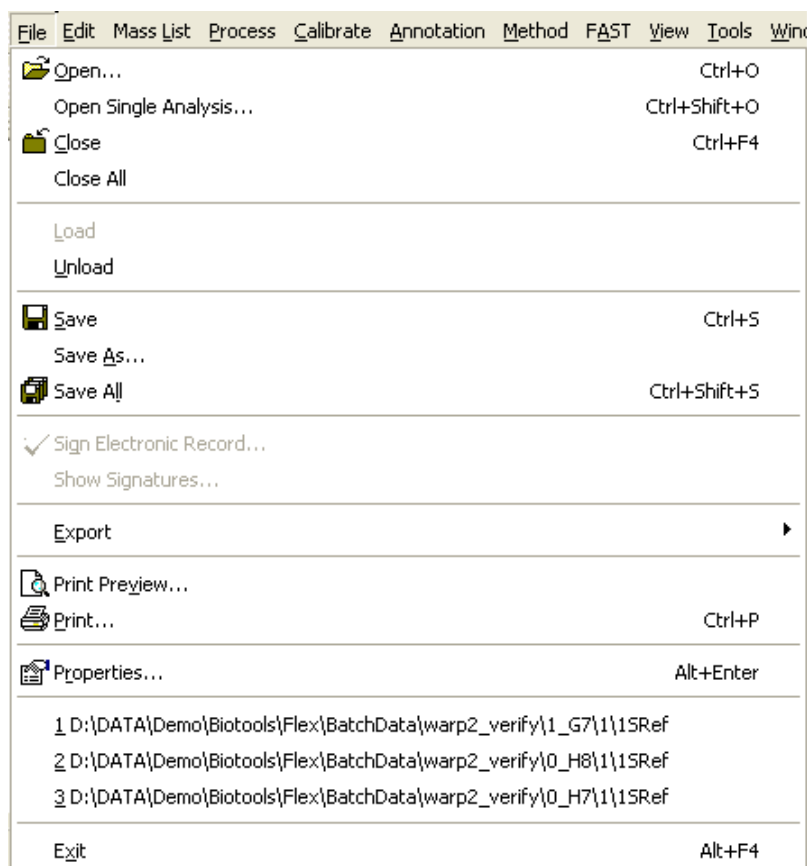 File Edit Mass List Process Calibrate Annotation Method FAST View Tools Wind
Open... Ctrl+O
Open Single Analysis... Ctrl+Shift+O
Close Ctrl+F4
Close All
Load
Unload
Save Ctrl+S
Save As...
Save All Ctrl+Shift+S
Sign Electronic Record...
Show Signatures...
Export
Print Preview...
Print... Ctrl+P
Properties... Alt+Enter
1 D:\DATA\Demo\Biotools\Flex\BatchData\warp2_verify\1_G7\1\1SRef
2 D:\DATA\Demo\Biotools\Flex\BatchData\warp2_verify\0_H8\1\1SRef
3 D:\DATA\Demo\Biotools\Flex\BatchData\warp2_verify\0_H7\1\1SRef
Exit Alt+F4